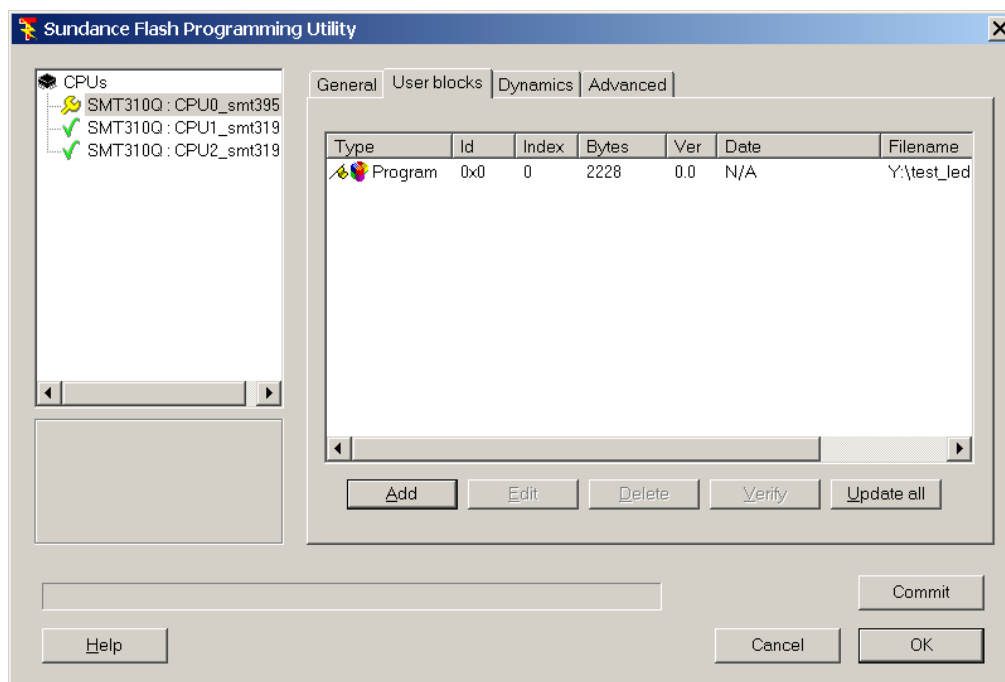 Sundance Flash Programming Utility
CPUs
SMT310Q : CPU0_smt395
SMT310Q : CPU1_smt319
SMT310Q : CPU2_smt319
General User blocks Dynamics Advanced
Type Id Index Bytes Ver Date Filename
Program 0x0 0 2228 0.0 N/A Y:\test_led
Add Edit Delete Verify Update all
Commit
Help Cancel OK